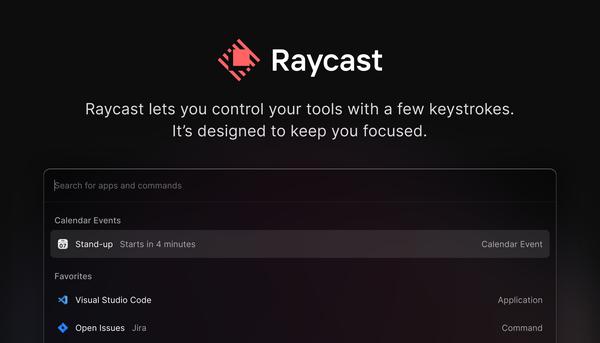 Raycast
Raycast lets you control your tools with a few keystrokes.
It’s designed to keep you focused.
Search for apps and commands
Calendar Events
07 Stand-up Starts in 4 minutes Calendar Event
Favorites
Visual Studio Code Application
Open Issues Jira Command